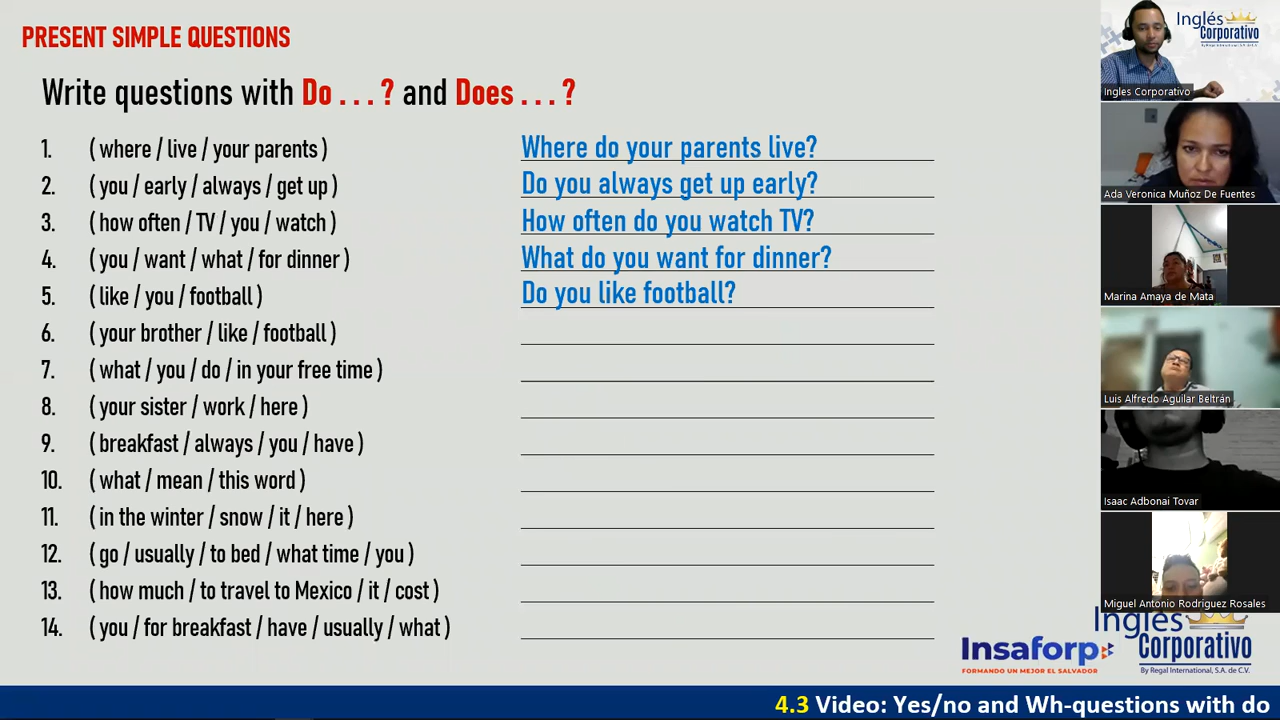 PRESENT SIMPLE QUESTIONS
Write questions with Do . . . ? and Does . . . ?
1. ( where / live / your parents ) Where do your parents live?
2. ( you / early / always / get up ) Do you always get up early?
3. ( how often / TV / you / watch ) How often do you watch TV?
4. ( you / want / what / for dinner ) What do you want for dinner?
5. ( like / you / football ) Do you like football?
6. ( your brother / like / football )
7. ( what / you / do / in your free time )
8. ( your sister / work / here )
9. ( breakfast / always / you / have )
10. ( what / mean / this word )
11. ( in the winter / snow / it / here )
12. ( go / usually / to bed / what time / you )
13. ( how much / to travel to Mexico / it / cost )
14. ( you / for breakfast / have / usually / what )
Inglés
Corporativo
By Regal International, S.A. de C.V.
Ingles Corporativo
Ada Veronica Muñoz De Fuentes
Marina Amaya de Mata
Luis Alfredo Aguilar Beltrán
Isaac Adbonai Tovar
Miguel Antonio Rodriguez Rosales
Insaforp
FORMANDO UN MEJOR EL SALVADOR
Inglés
Corporativo
By Regal International, S.A. de C.V.
4.3 Video: Yes/no and Wh-questions with do